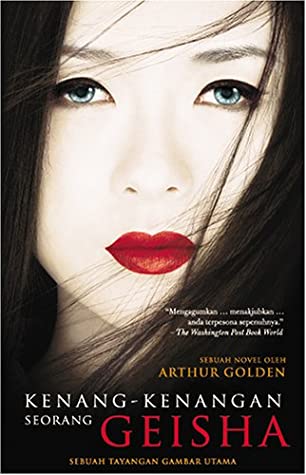 "Mengagumkan ... menakjubkan ...
anda terpesona sepenuhnya."
– The Washington Post Book World
SEBUAH NOVEL OLEH
ARTHUR GOLDEN
KENANG-KENANGAN
SEORANG GEISHA
SEBUAH TAYANGAN GAMBAR UTAMA